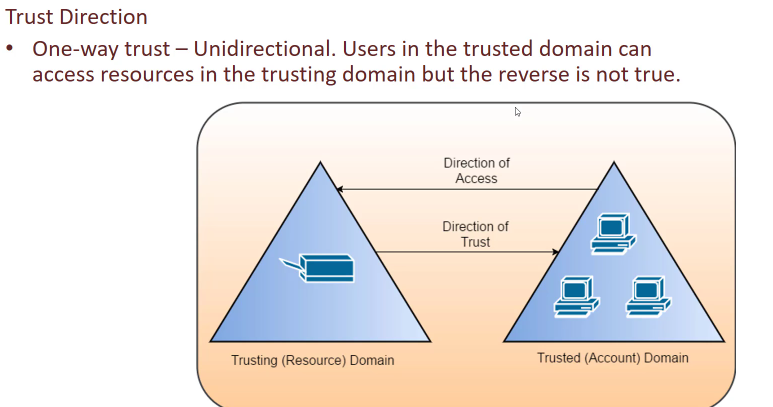 Trust Direction
• One-way trust – Unidirectional. Users in the trusted domain can
access resources in the trusting domain but the reverse is not true.
Direction of
Access
Direction of
Trust
Trusting (Resource) Domain
Trusted (Account) Domain